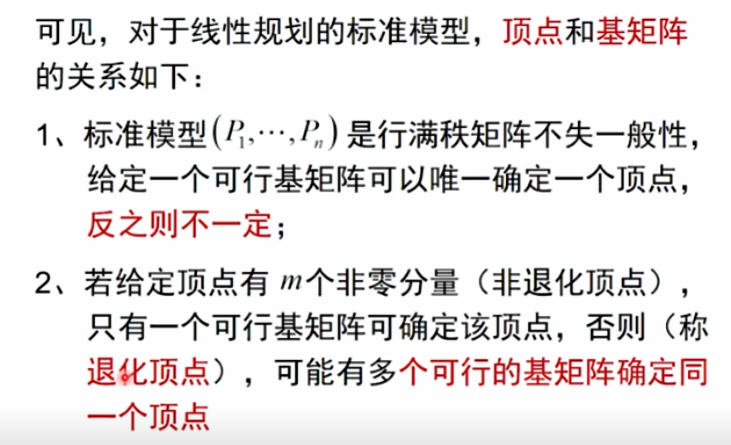 可见，对于线性规划的标准模型，顶点和基矩阵
的关系如下：
1、标准模型(P₁,⋯,Pₙ)是行满秩矩阵不失一般性，
给定一个可行基矩阵可以唯一确定一个顶点，
反之则不一定；
2、若给定顶点有 m个非零分量（非退化顶点），
只有一个可行基矩阵可确定该顶点，否则（称
退化顶点），可能有多个可行的基矩阵确定同
一个顶点